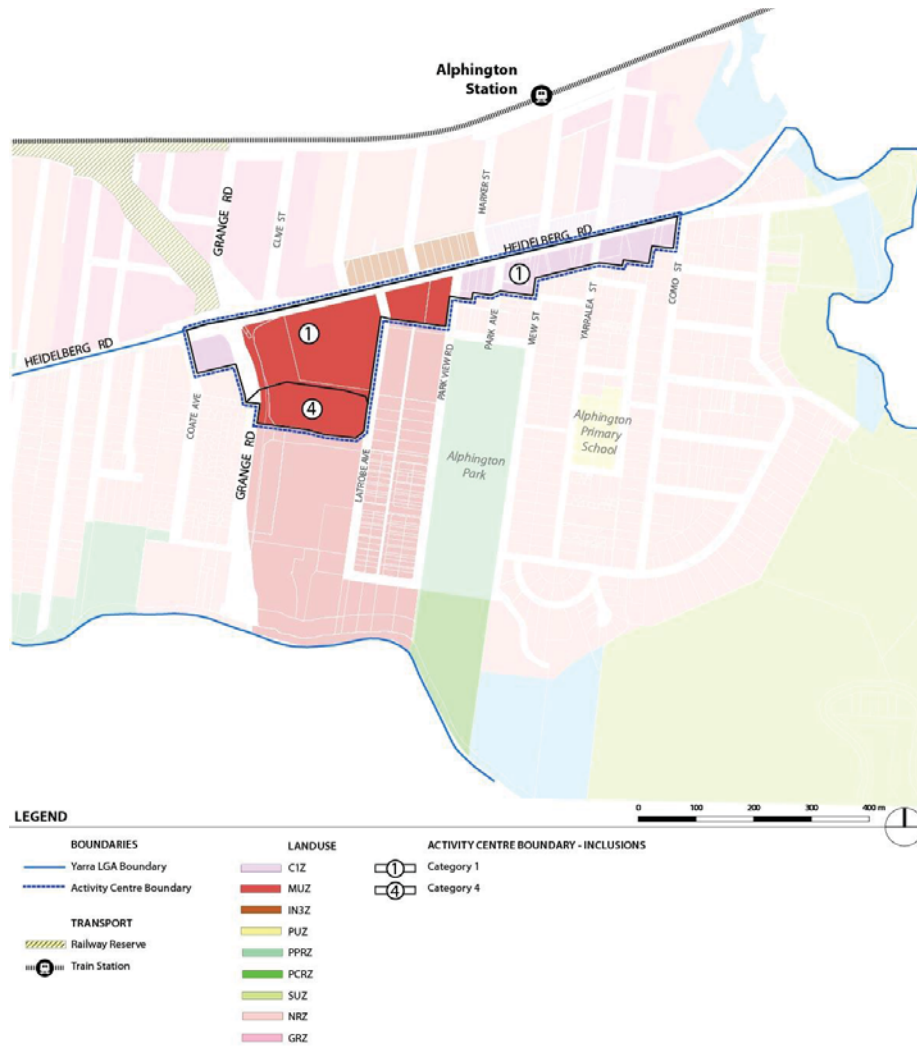 Alphington
Station
GRANGE RD
CLIVE ST
HARKER ST
HEIDELBERG RD
1
COMO ST
YARRALEA ST
VIEW ST
PARK AVE
PARK VIEW RD
HEIDELBERG RD
1
4
COATE AVE
GRANGE RD
LATROBE AVE
Alphington
Park
Alphington
Primary
School
0 100 200 300 400 m
LEGEND
BOUNDARIES
Yarra LGA Boundary
Activity Centre Boundary
TRANSPORT
Railway Reserve
Train Station
LANDUSE
C1Z
MUZ
IN3Z
PUZ
PPRZ
PCRZ
SUZ
NRZ
GRZ
ACTIVITY CENTRE BOUNDARY - INCLUSIONS
1 Category 1
4 Category 4